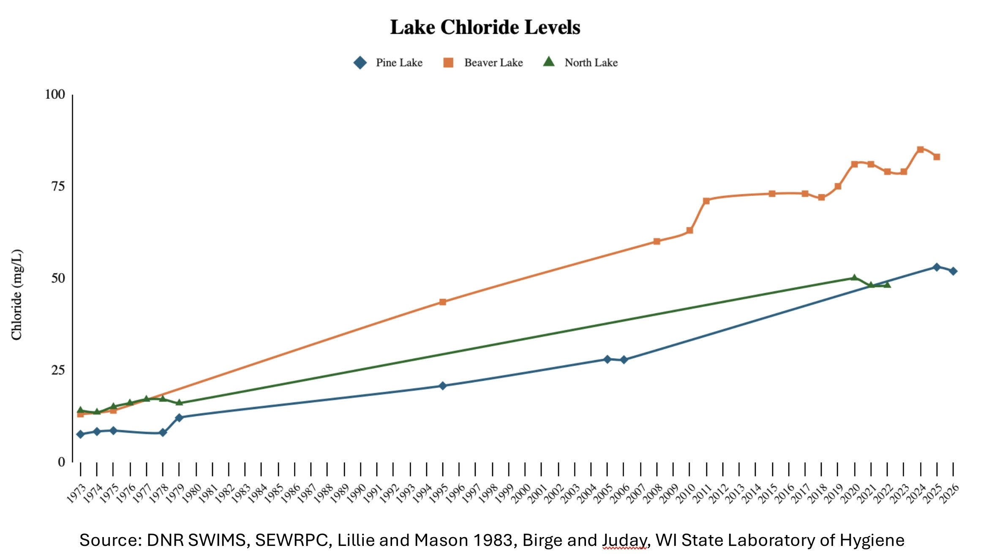 Lake Chloride Levels
Pine Lake Beaver Lake North Lake
100
75
50
25
0
Chloride (mg/L)
1973 1974 1975 1976 1977 1978 1979 1980 1981 1982 1983 1984 1985 1986 1987 1988 1989 1990 1991 1992 1993 1994 1995 1996 1997 1998 1999 2000 2001 2002 2003 2004 2005 2006 2007 2008 2009 2010 2011 2012 2013 2014 2015 2016 2017 2018 2019 2020 2021 2022 2023 2024 2025 2026
Source: DNR SWIMS, SEWRPC, Lillie and Mason 1983, Birge and Juday, WI State Laboratory of Hygiene